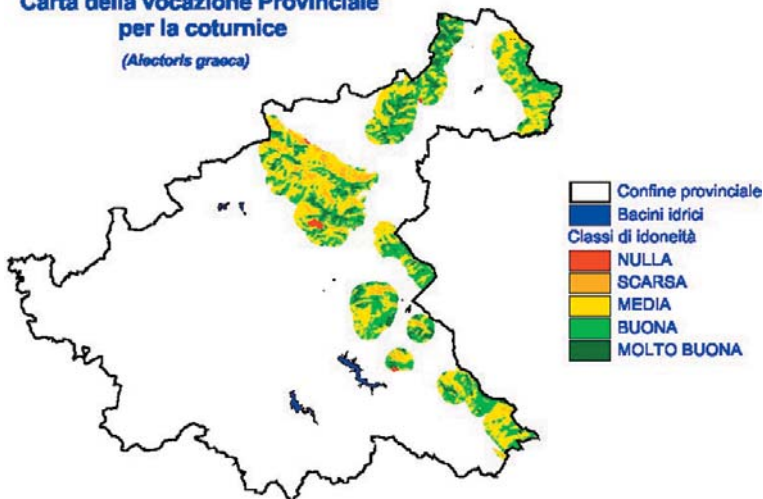 Carta della Vocazione Provinciale
per la coturnice
(Alectoris graeca)
Confine provinciale
Bacini idrici
Classi di idoneità
NULLA
SCARSA
MEDIA
BUONA
MOLTO BUONA